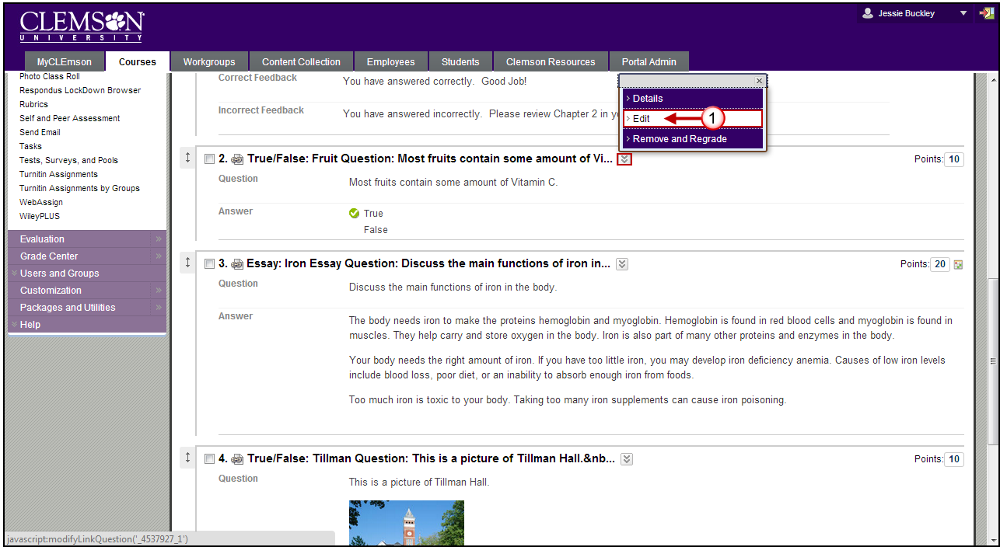 CLEMSON
UNIVERSITY
Jessie Buckley
MyCLEmson
Courses
Workgroups
Content Collection
Employees
Students
Clemson Resources
Portal Admin
Photo Class Roll
Respondus LockDown Browser
Rubrics
Self and Peer Assessment
Send Email
Tasks
Tests, Surveys, and Pools
Turnitin Assignments
Turnitin Assignments by Groups
WebAssign
WileyPLUS
Evaluation
Grade Center
Users and Groups
Customization
Packages and Utilities
Help
Correct Feedback
You have answered correctly.  Good Job!
Incorrect Feedback
You have answered incorrectly.  Please review Chapter 2 in
Details
Edit
1
Remove and Regrade
2. True/False: Fruit Question: Most fruits contain some amount of Vi...
Points: 10
Question
Most fruits contain some amount of Vitamin C.
Answer
True
False
3. Essay: Iron Essay Question: Discuss the main functions of iron in...
Points: 20
Question
Discuss the main functions of iron in the body.
Answer
The body needs iron to make the proteins hemoglobin and myoglobin. Hemoglobin is found in red blood cells and myoglobin is found in
muscles. They help carry and store oxygen in the body. Iron is also part of many other proteins and enzymes in the body.
Your body needs the right amount of iron. If you have too little iron, you may develop iron deficiency anemia. Causes of low iron levels
include blood loss, poor diet, or an inability to absorb enough iron from foods.
Too much iron is toxic to your body. Taking too many iron supplements can cause iron poisoning.
4. True/False: Tillman Question: This is a picture of Tillman Hall.&nb...
Points: 10
Question
This is a picture of Tillman Hall.
javascript:modifyLinkQuestion('_4537927_1')